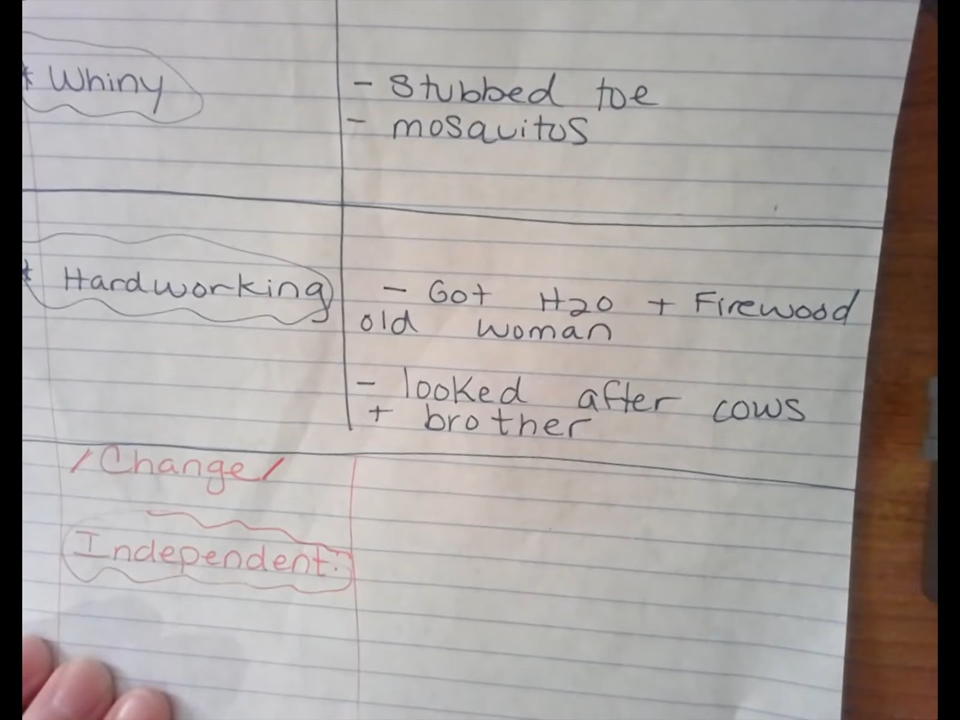 * Whiny
- Stubbed toe
- mosquitos
* Hardworking
- Got H2O + Firewood
old woman
- looked after cows
+ brother
/Change/
Independent: